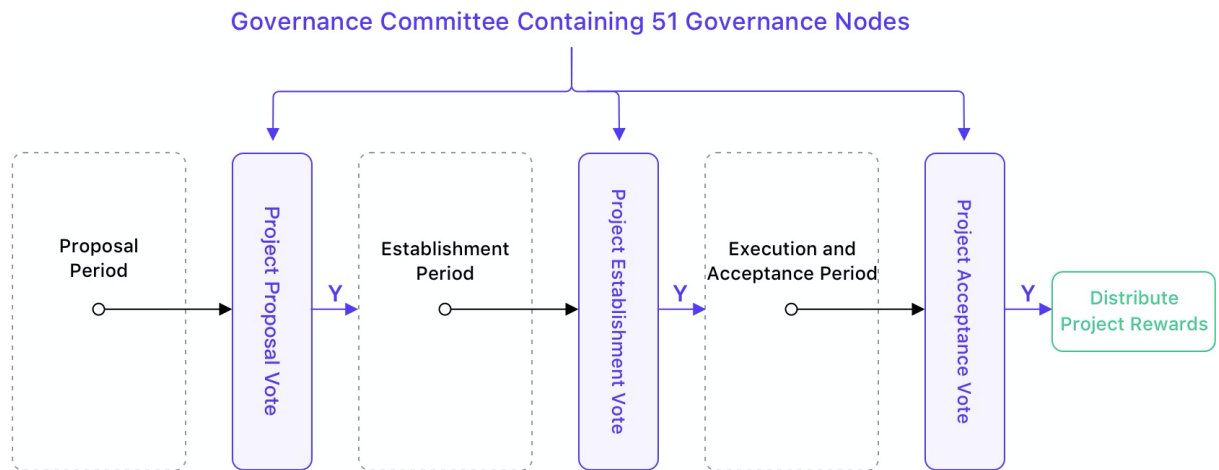 Governance Committee Containing 51 Governance Nodes
Proposal
Period
Project Proposal Vote
Y
Establishment
Period
Project Establishment Vote
Y
Execution and
Acceptance Period
Project Acceptance Vote
Y
Distribute
Project Rewards